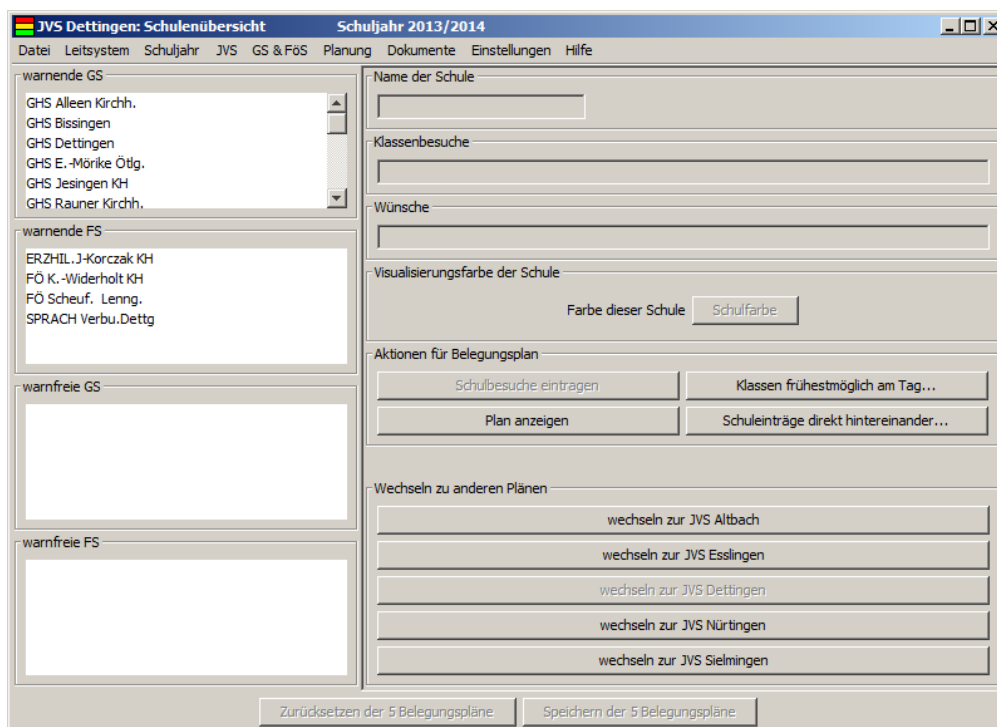 JVS Dettingen: Schulenübersicht Schuljahr 2013/2014
Datei Leitsystem Schuljahr JVS GS & FöS Planung Dokumente Einstellungen Hilfe
warnende GS
GHS Alleen Kirchh.
GHS Bissingen
GHS Dettingen
GHS E.-Mörike Ötlg.
GHS Jesingen KH
GHS Rauner Kirchh.
warnende FS
ERZHIL.J-Korczak KH
FÖ K.-Widerholt KH
FÖ Scheuf. Lenng.
SPRACH Verbu.Dettg
warnfreie GS
warnfreie FS
Name der Schule
Klassenbesuche
Wünsche
Visualisierungsfarbe der Schule
Farbe dieser Schule Schulfarbe
Aktionen für Belegungsplan
Schulbesuche eintragen Klassen frühestmöglich am Tag...
Plan anzeigen Schuleinträge direkt hintereinander...
Wechseln zu anderen Plänen
wechseln zur JVS Altbach
wechseln zur JVS Esslingen
wechseln zur JVS Dettingen
wechseln zur JVS Nürtingen
wechseln zur JVS Sielmingen
Zurücksetzen der 5 Belegungspläne Speichern der 5 Belegungspläne